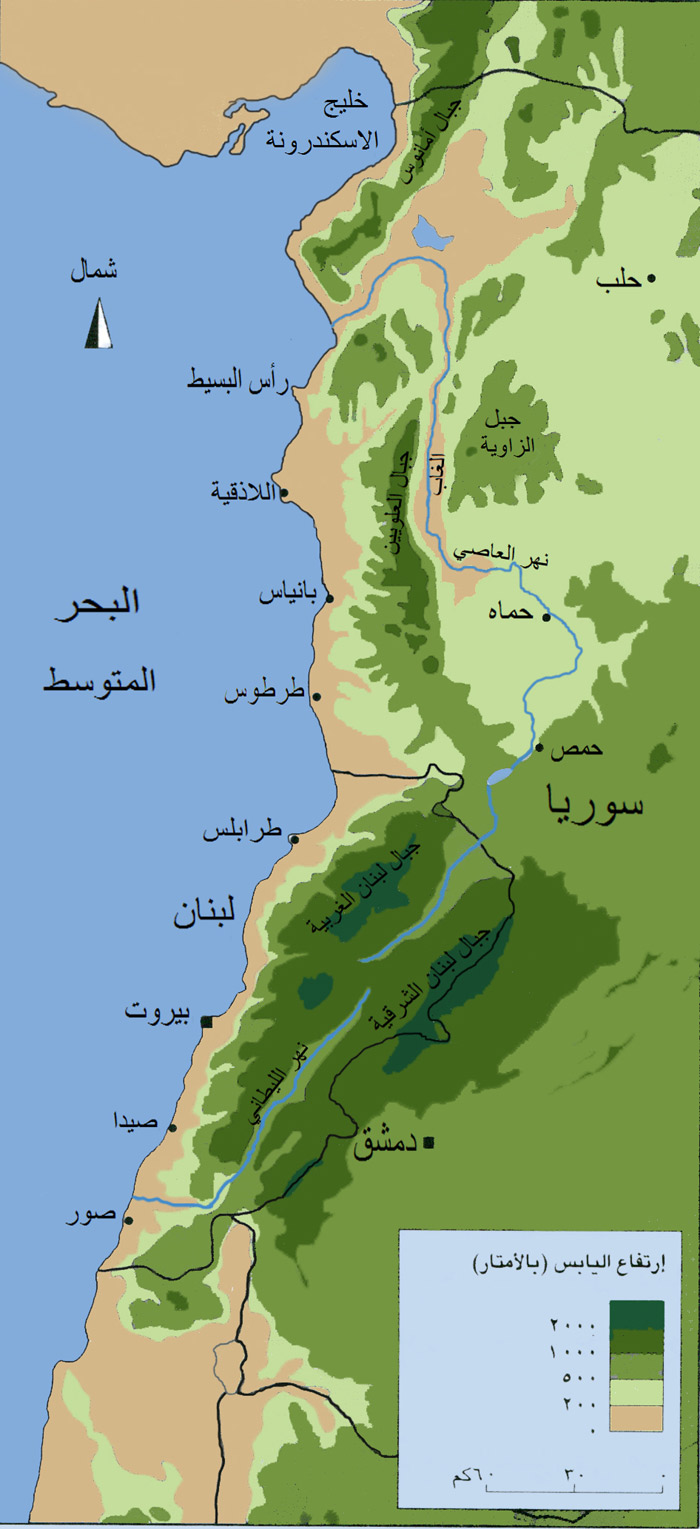 خليج
الاسكندرونة
جبال أمانوس
شمال
حلب
رأس البسيط
جبل
الزاوية
الغاب
جبال العلويين
اللاذقية
نهر العاصي
بانياس
حماه
البحر
المتوسط
طرطوس
حمص
سوريا
طرابلس
جبال لبنان الغربية
لبنان
جبال لبنان الشرقية
بيروت
نهر الليطاني
صيدا
دمشق
صور
إرتفاع اليابس (بالأمتار)
٢٠٠٠
١٠٠٠
٥٠٠
٢٠٠
٠
٠ ٣٠ ٦٠كم